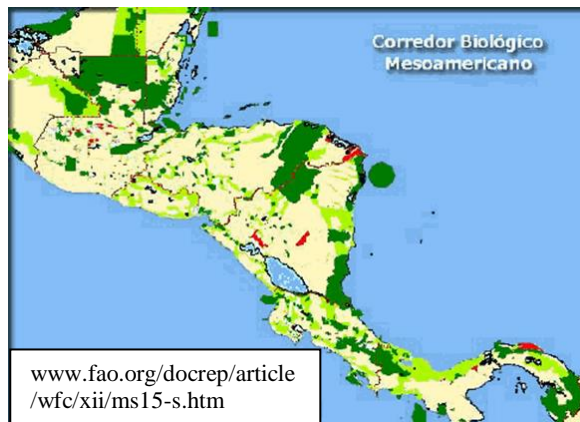 Corredor Biológico
Mesoamericano
www.fao.org/docrep/article
/wfc/xii/ms15-s.htm